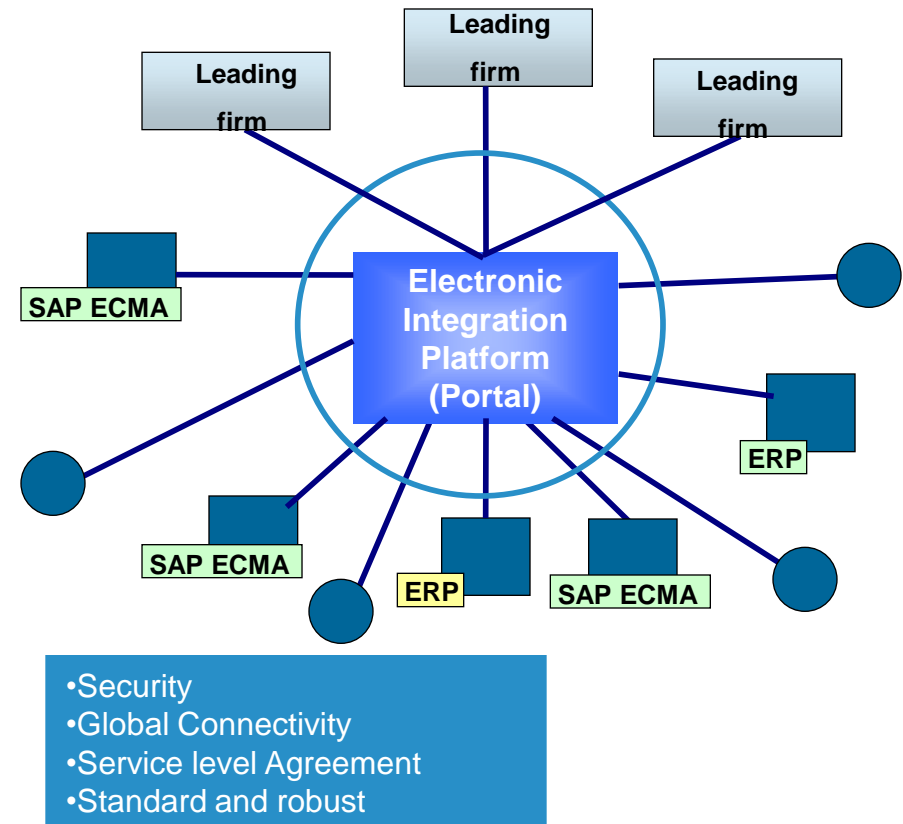 Leading
firm
Leading
firm
Leading
firm
Electronic
Integration
Platform
(Portal)
SAP ECMA
ERP
SAP ECMA
ERP
SAP ECMA
•Security
•Global Connectivity
•Service level Agreement
•Standard and robust